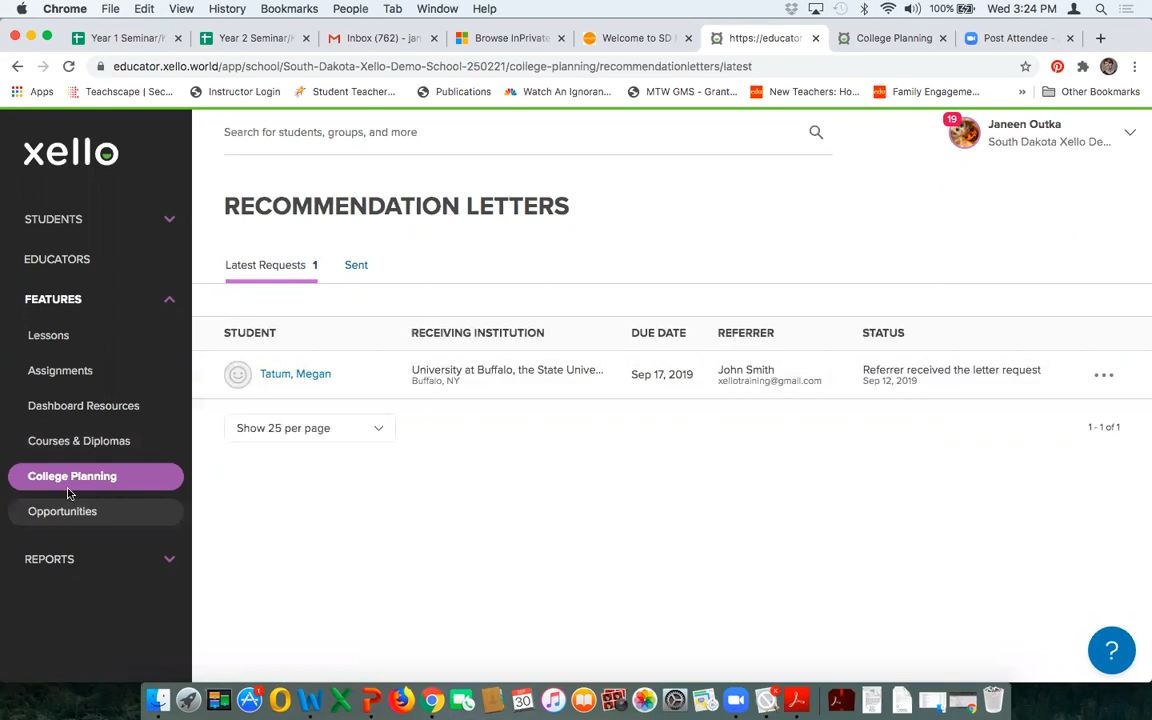 Chrome File Edit View History Bookmarks People Tab Window Help 100% Wed 3:24 PM
Year 1 Seminar/ Year 2 Seminar/ Inbox (762) - jan Browse InPrivate Welcome to SD https://educator College Planning Post Attendee -
educator.xello.world/app/school/South-Dakota-Xello-Demo-School-250221/college-planning/recommendationletters/latest
Apps Teachscape | Sec... Instructor Login Student Teacher... Publications Watch An Ignoran... MTW GMS - Grant... New Teachers: Ho... Family Engageme... » Other Bookmarks
xello
STUDENTS
EDUCATORS
FEATURES
Lessons
Assignments
Dashboard Resources
Courses & Diplomas
College Planning
Opportunities
REPORTS
Search for students, groups, and more
19
Janeen Outka
South Dakota Xello De...
RECOMMENDATION LETTERS
Latest Requests 1 Sent
STUDENT RECEIVING INSTITUTION DUE DATE REFERRER STATUS
Tatum, Megan University at Buffalo, the State Unive... Sep 17, 2019 John Smith Referrer received the letter request
Buffalo, NY xellotraining@gmail.com Sep 12, 2019
Show 25 per page 1 - 1 of 1
?